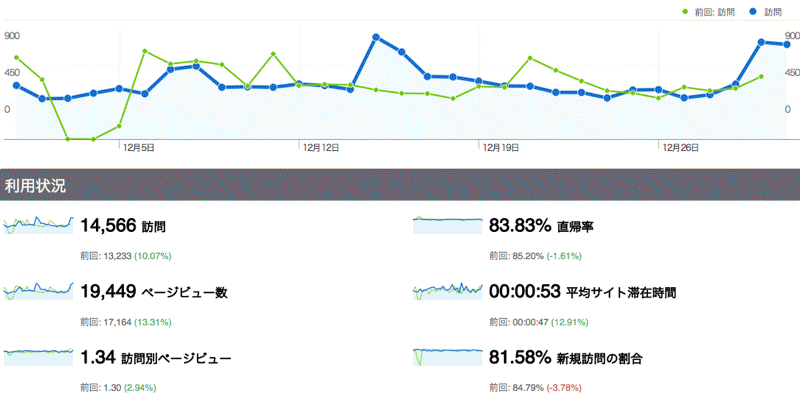 前回: 訪問 訪問
900 900
450 450
0 0
12月5日 12月12日 12月19日 12月26日
利用状況
14,566 訪問
前回: 13,233 (10.07%)
83.83% 直帰率
前回: 85.20% (-1.61%)
19,449 ページビュー数
前回: 17,164 (13.31%)
00:00:53 平均サイト滞在時間
前回: 00:00:47 (12.91%)
1.34 訪問別ページビュー
前回: 1.30 (2.94%)
81.58% 新規訪問の割合
前回: 84.79% (-3.78%)